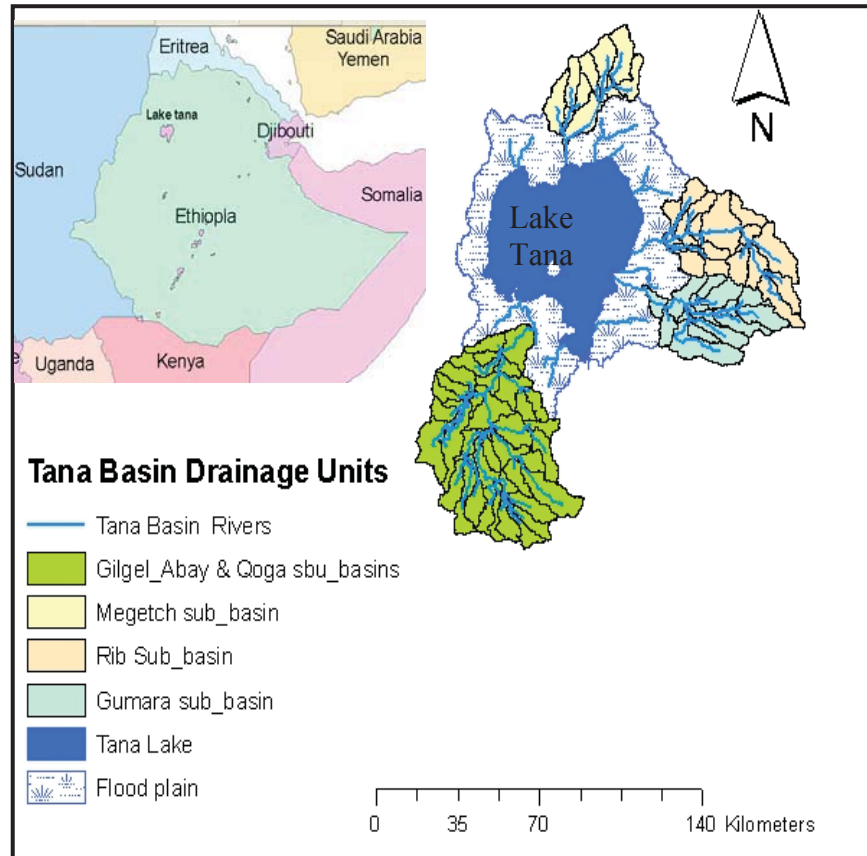 Eritrea
Saudi Arabia
Yemen
Lake tana
Djibouti
Sudan
Somalia
Ethiopia
Uganda
Kenya
N
Lake
Tana
Tana Basin Drainage Units
Tana Basin Rivers
Gilgel_Abay & Qoga sbu_basins
Megetch sub_basin
Rib Sub_basin
Gumara sub_basin
Tana Lake
Flood plain
0 35 70 140 Kilometers